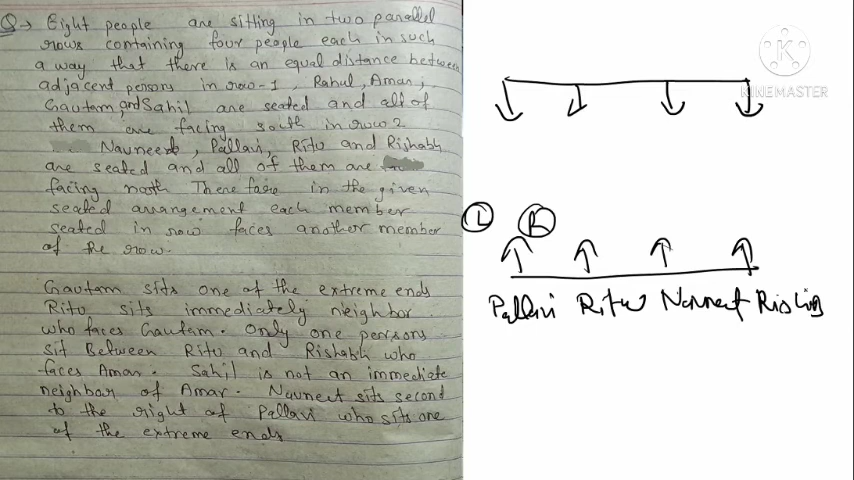 Q→ Eight people are sitting in two parallel
rows containing four people each in such
a way that there is an equal distance between
adjacent persons in row-1, Rahul, Aman,
Gautam, and Sahil are seated and all of
them are facing south in row 2
Navneet, Pallavi, Ritu and Rishabh
are seated and all of them are
facing north There fore in the given
seated arrangement each member
seated in row faces another member
of the row.
Gautam sits one of the extreme ends
Ritu sits immediately neighbor
who faces Gautam. Only one persons
sit Between Ritu and Rishabh who
faces Aman. Sahil is not an immediate
neighbor of Aman. Navneet sits second
to the right of Pallavi who sits one
of the extreme ends
K
KINEMASTER
L R
Pallavi Ritu Navneet